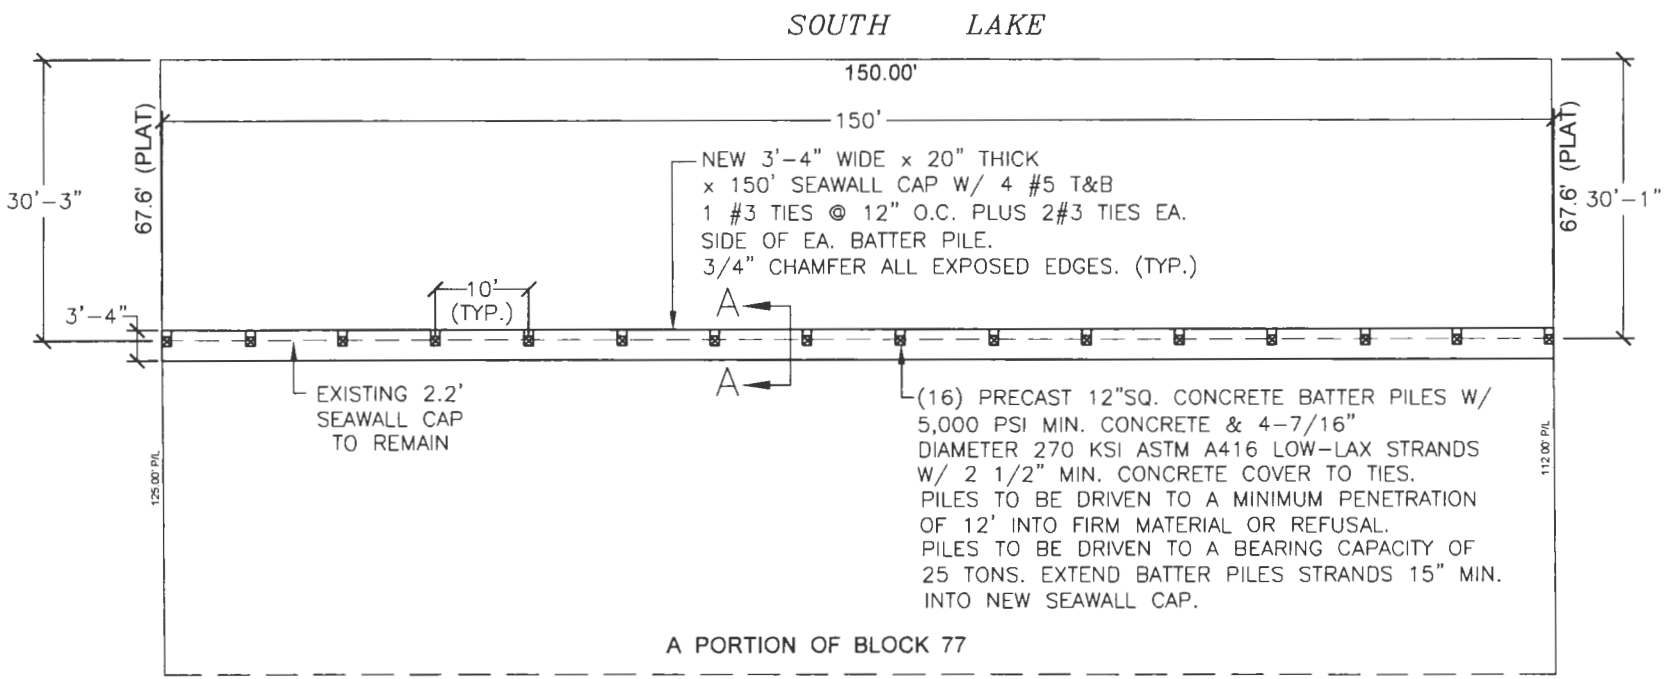 SOUTH LAKE
150.00'
150'
67.6' (PLAT)
67.6' (PLAT)
30'-3"
30'-1"
NEW 3'-4" WIDE x 20" THICK
x 150' SEAWALL CAP W/ 4 #5 T&B
1 #3 TIES @ 12" O.C. PLUS 2#3 TIES EA.
SIDE OF EA. BATTER PILE.
3/4" CHAMFER ALL EXPOSED EDGES. (TYP.)
10'
(TYP.)
A
3'-4"
A
EXISTING 2.2'
SEAWALL CAP
TO REMAIN
(16) PRECAST 12"SQ. CONCRETE BATTER PILES W/
5,000 PSI MIN. CONCRETE & 4-7/16"
DIAMETER 270 KSI ASTM A416 LOW-LAX STRANDS
W/ 2 1/2" MIN. CONCRETE COVER TO TIES.
PILES TO BE DRIVEN TO A MINIMUM PENETRATION
OF 12' INTO FIRM MATERIAL OR REFUSAL.
PILES TO BE DRIVEN TO A BEARING CAPACITY OF
25 TONS. EXTEND BATTER PILES STRANDS 15" MIN.
INTO NEW SEAWALL CAP.
125.00' P/L
112.00' P/L
A PORTION OF BLOCK 77